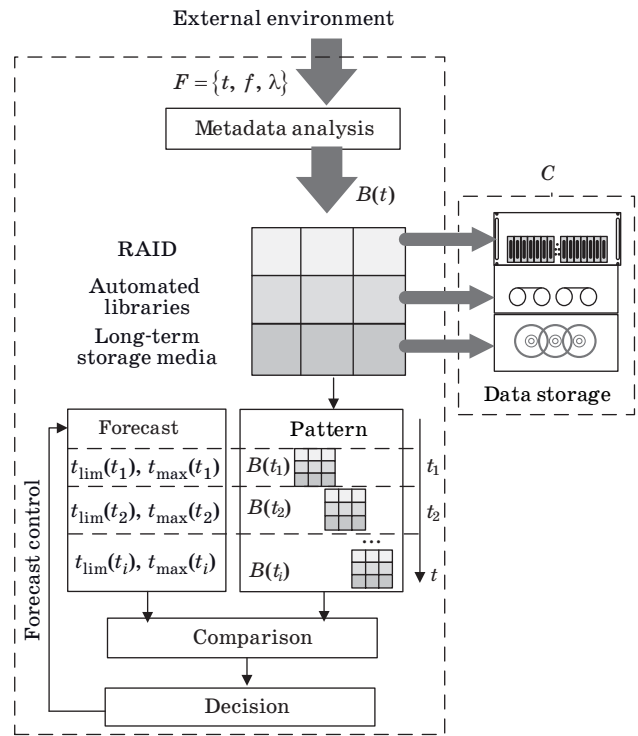 External environment
F = {t, f, λ}
Metadata analysis
B(t)
C
RAID
Automated
libraries
Long-term
storage media
Data storage
Forecast
Pattern
t_lim(t_1), t_max(t_1)
B(t_1)
t_1
t_lim(t_2), t_max(t_2)
B(t_2)
t_2
...
t_lim(t_i), t_max(t_i)
B(t_i)
t
Forecast control
Comparison
Decision